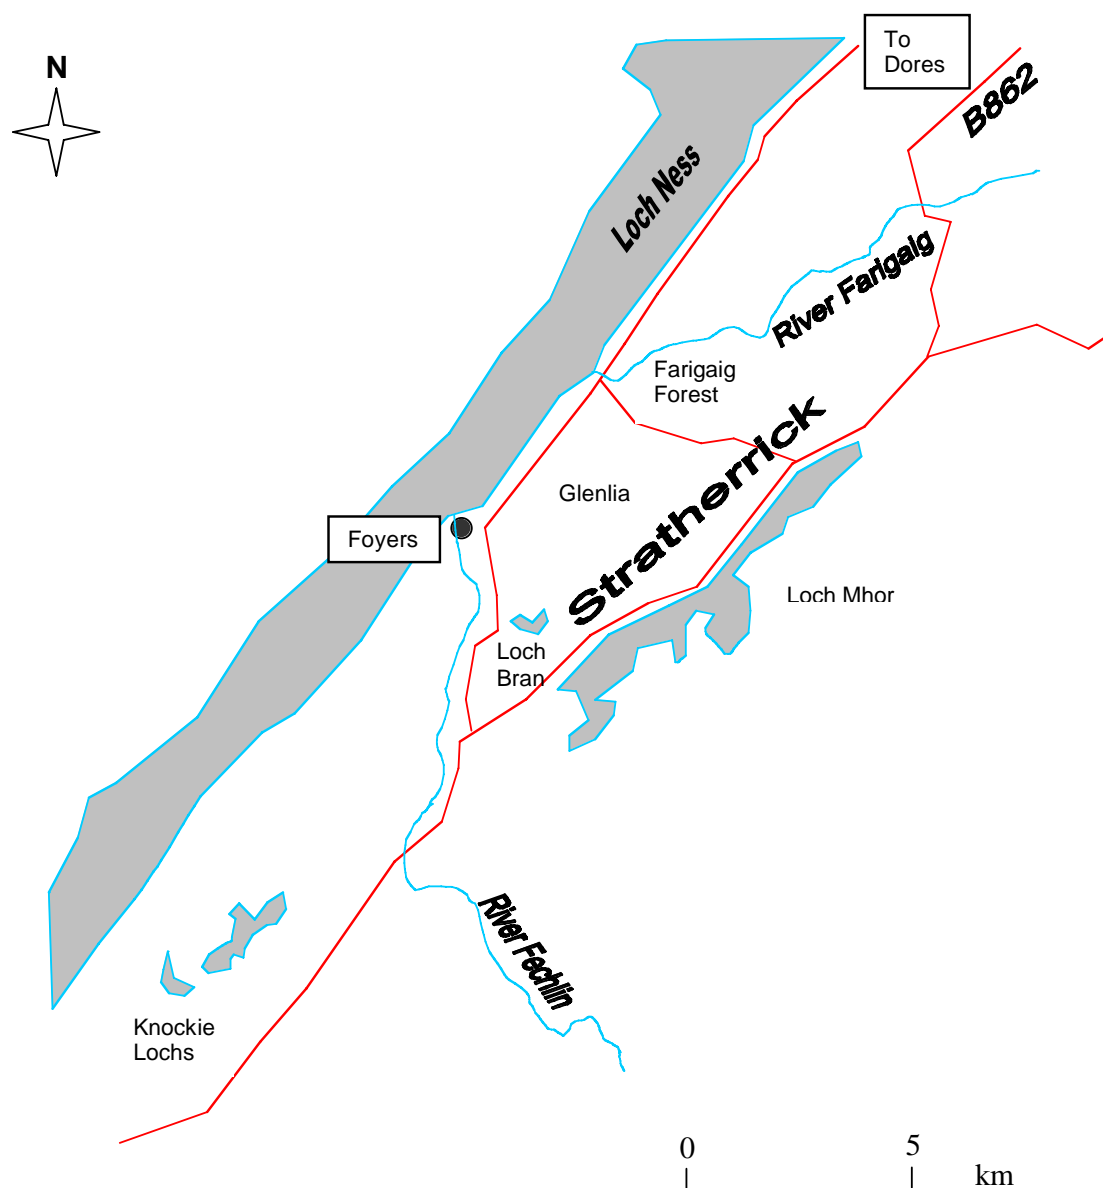 To
Dores
N
B862
Loch Ness
River Farigaig
Farigaig
Forest
Stratherrick
Glenlia
Foyers
Loch Mhor
Loch
Bran
River Fechlin
Knockie
Lochs
0
5
km